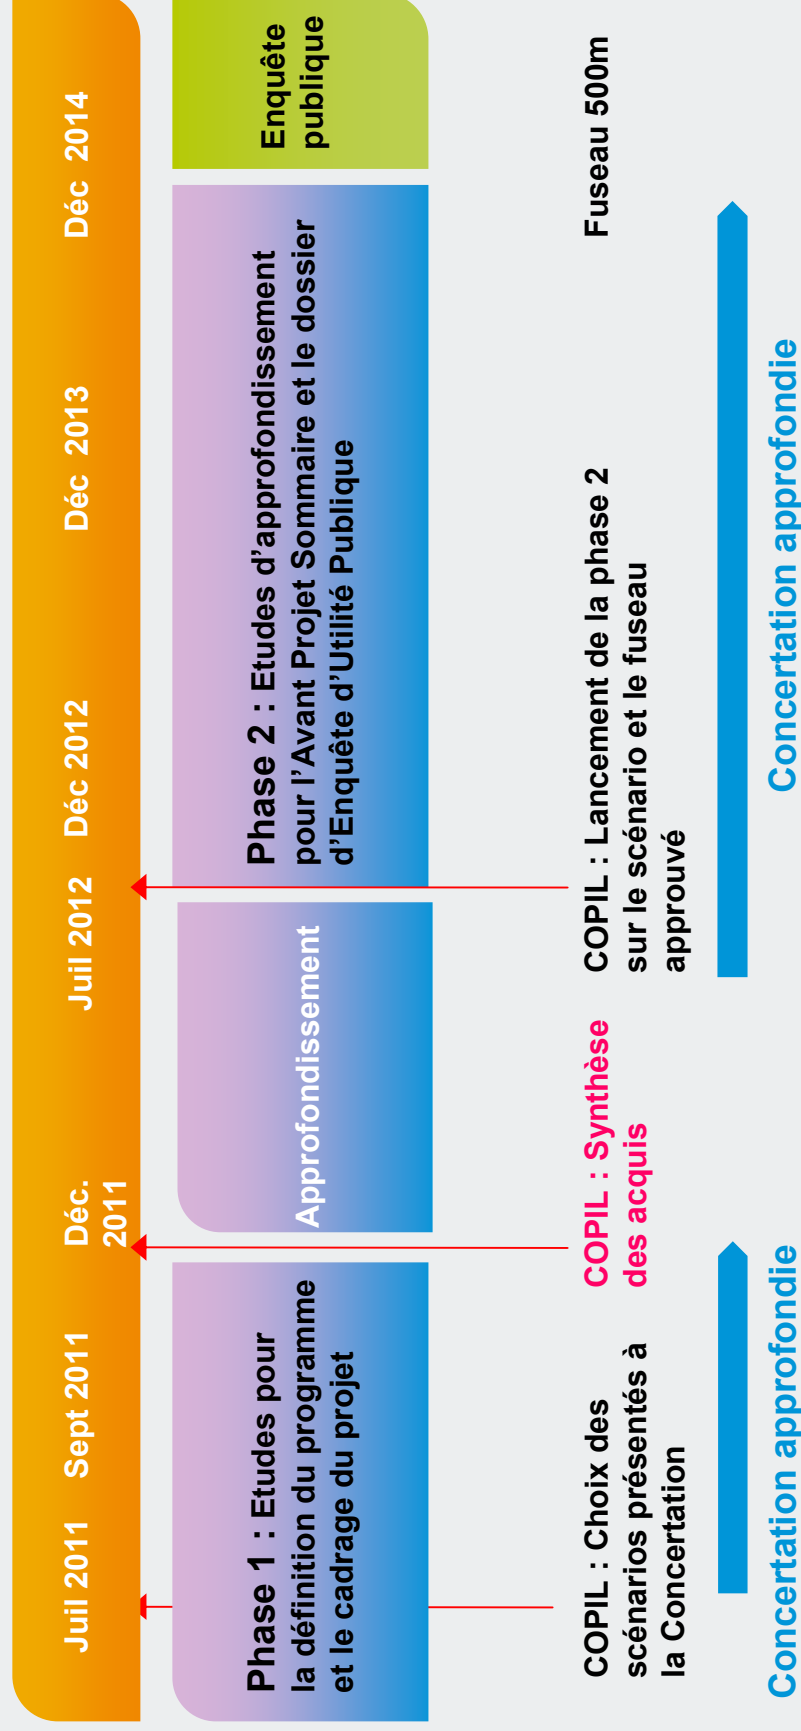 Juil 2011
Sept 2011
Déc.
2011
Juil 2012
Déc 2012
Déc 2013
Déc 2014
Phase 1 : Etudes pour
la définition du programme
et le cadrage du projet
Approfondissement
Phase 2 : Etudes d’approfondissement
pour l’Avant Projet Sommaire et le dossier
d’Enquête d’Utilité Publique
Enquête
publique
COPIL : Choix des
scénarios présentés à
la Concertation
COPIL : Synthèse
des acquis
COPIL : Lancement de la phase 2
sur le scénario et le fuseau
approuvé
Fuseau 500m
Concertation approfondie
Concertation approfondie